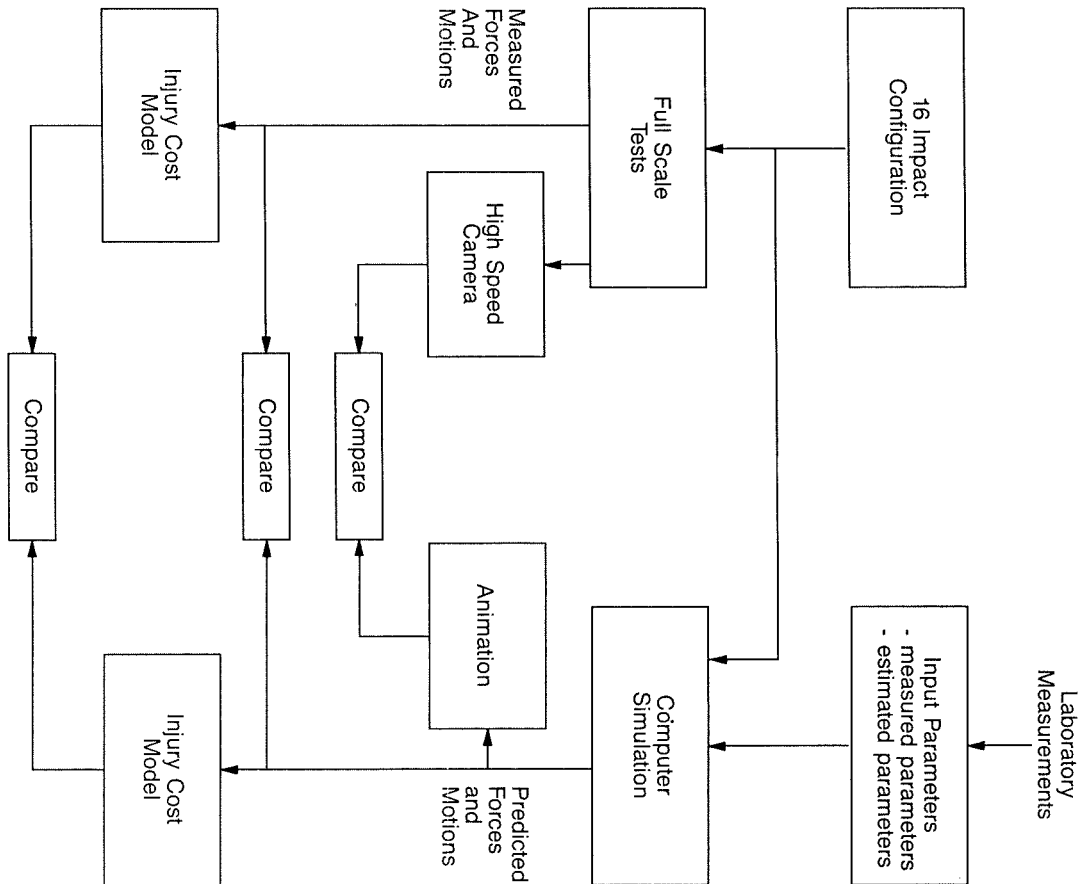 Laboratory
Measurements
16 Impact
Configuration
Input Parameters
- measured parameters
- estimated parameters
Full Scale
Tests
Computer
Simulation
Measured
Forces
And
Motions
High Speed
Camera
Animation
Predicted
Forces
and
Motions
Compare
Compare
Injury Cost
Model
Injury Cost
Model
Compare